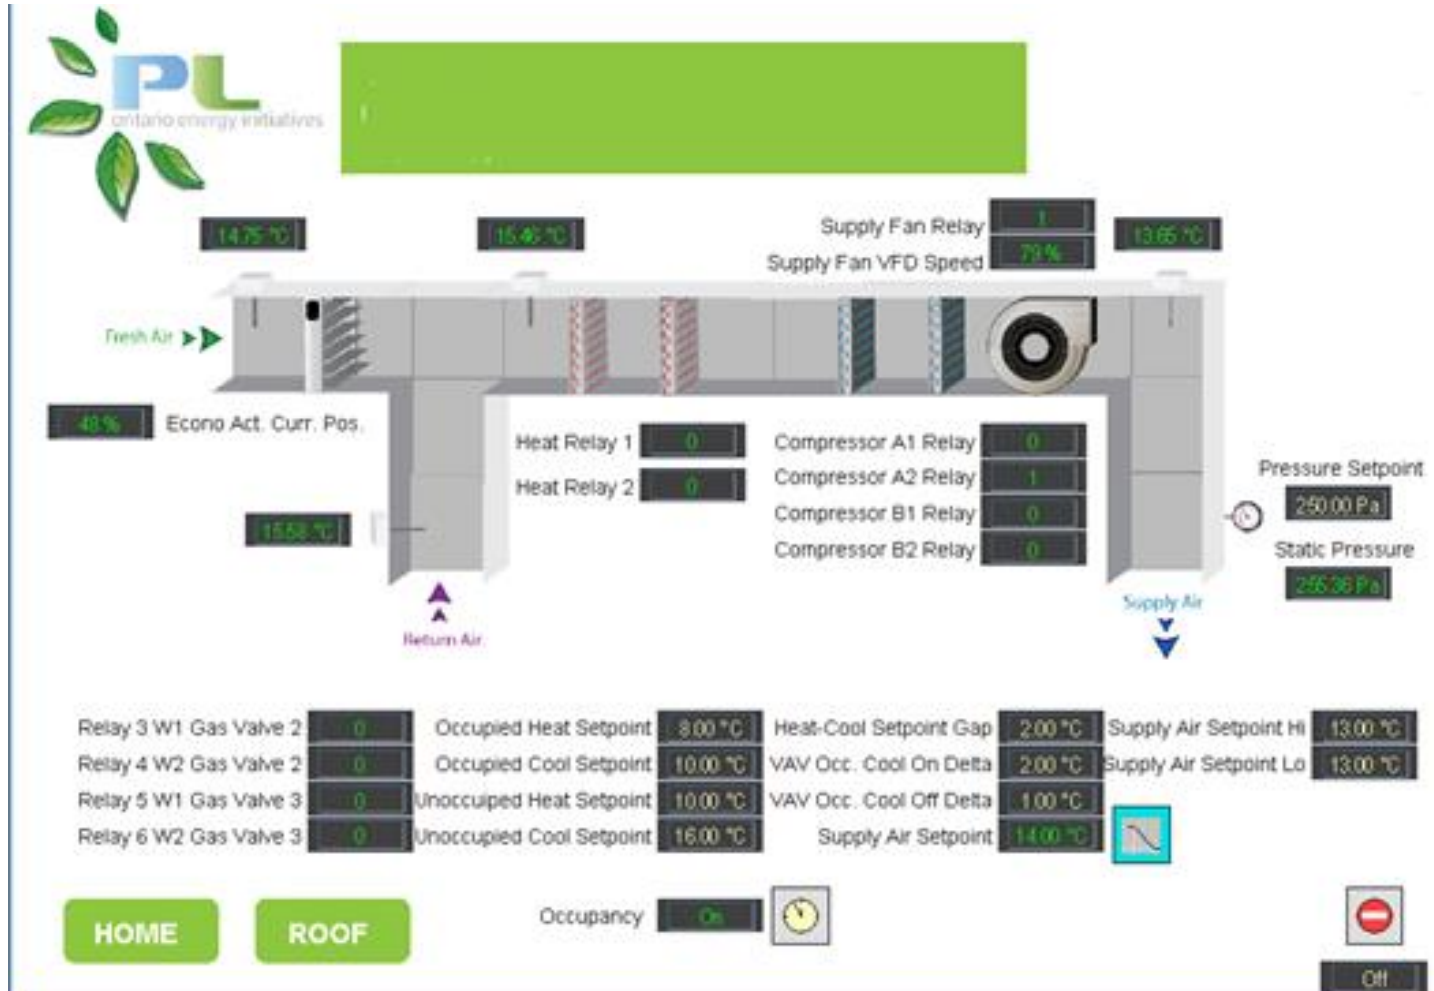 PL
ontario energy initiatives
14.75 °C
15.46 °C
Supply Fan Relay 1
13.65 °C
Supply Fan VFD Speed 79 %
Fresh Air
48 % Econo Act. Curr. Pos.
Heat Relay 1 0
Heat Relay 2 0
Compressor A1 Relay 0
Compressor A2 Relay 1
Compressor B1 Relay 0
Compressor B2 Relay 0
Pressure Setpoint
250.00 Pa
Static Pressure
255.36 Pa
15.58 °C
Return Air
Supply Air
Relay 3 W1 Gas Valve 2 0 Occupied Heat Setpoint 8.00 °C Heat-Cool Setpoint Gap 2.00 °C Supply Air Setpoint Hi 13.00 °C
Relay 4 W2 Gas Valve 2 0 Occupied Cool Setpoint 10.00 °C VAV Occ. Cool On Delta 2.00 °C Supply Air Setpoint Lo 13.00 °C
Relay 5 W1 Gas Valve 3 0 Unoccuiped Heat Setpoint 10.00 °C VAV Occ. Cool Off Delta 1.00 °C
Relay 6 W2 Gas Valve 3 0 Unoccupied Cool Setpoint 16.00 °C Supply Air Setpoint 14.00 °C
HOME
ROOF
Occupancy On
Off